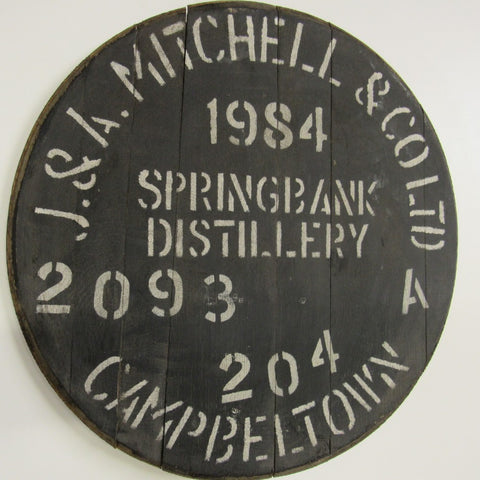 J.&A. MITCHELL & CO LTD
1984
SPRINGBANK
DISTILLERY
2093 A
204
CAMPBELTOWN